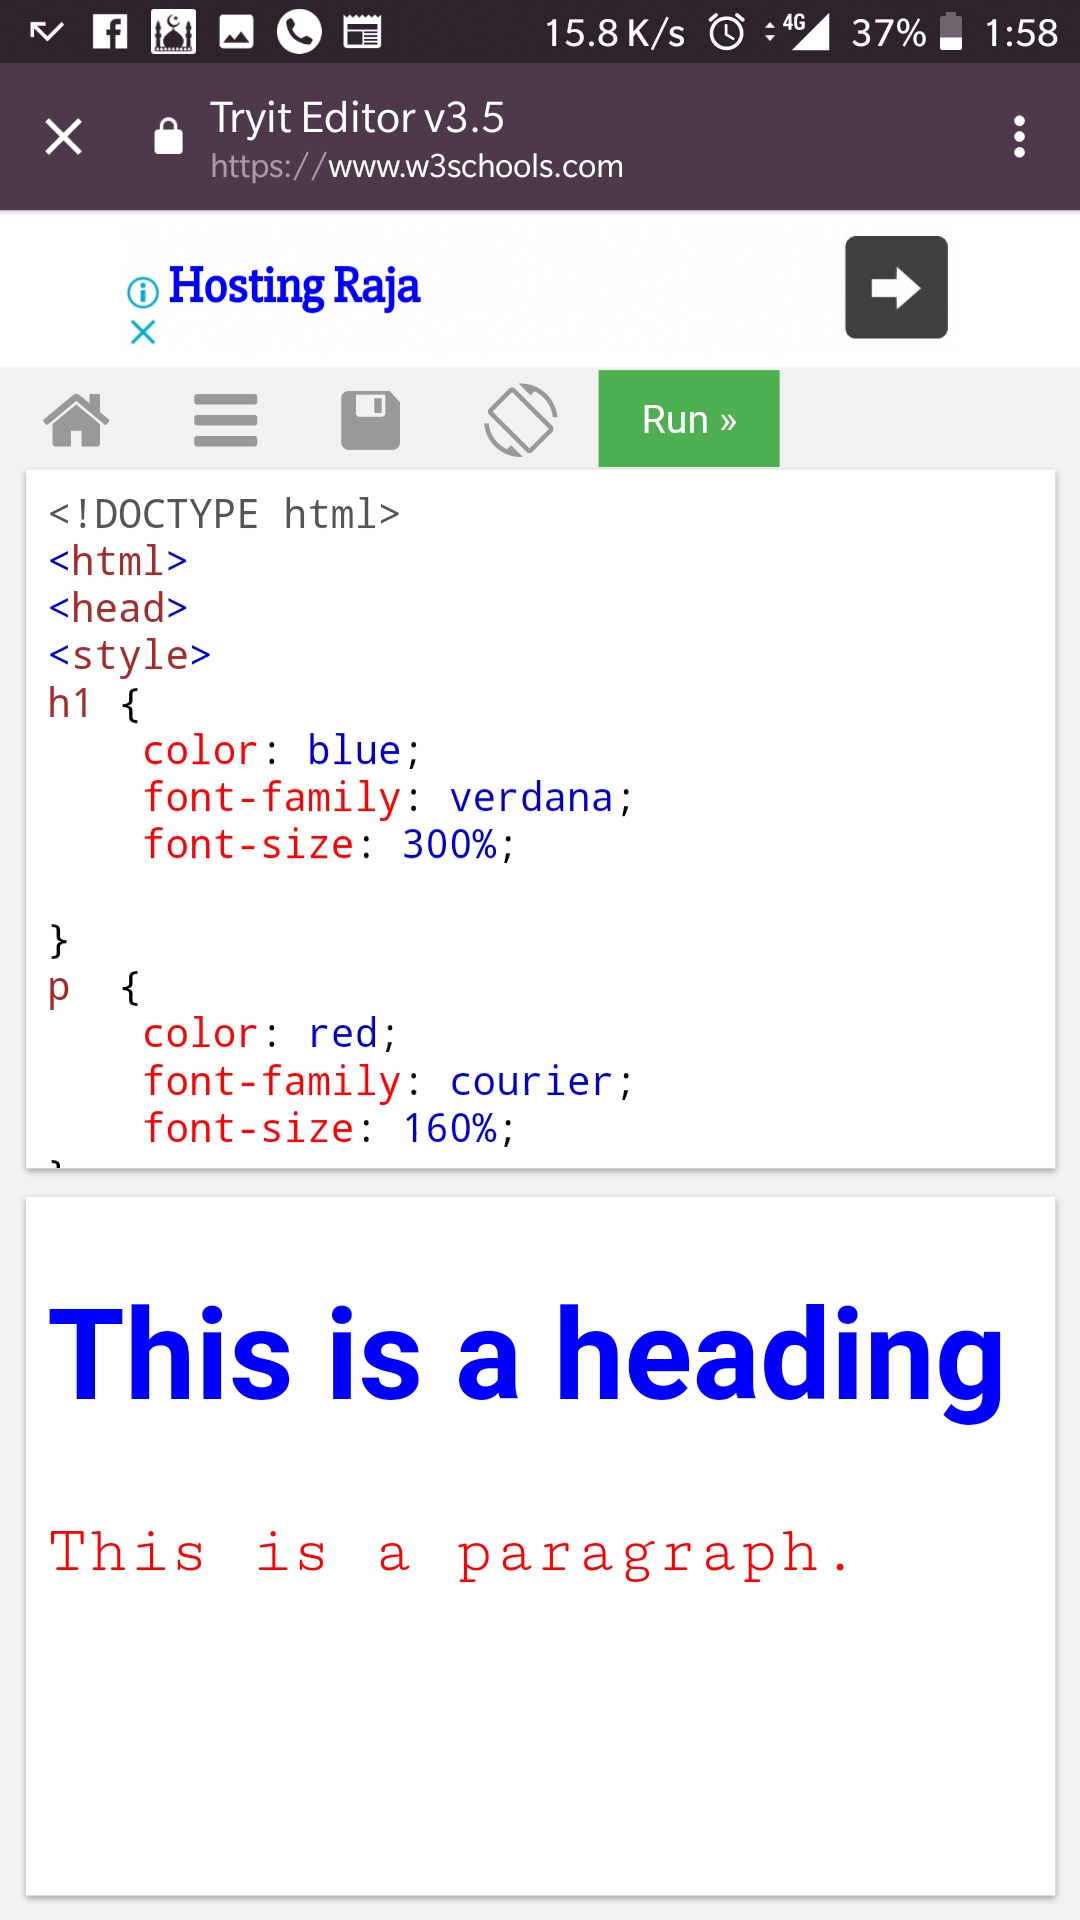 15.8 K/s 4G 37% 1:58
Tryit Editor v3.5
https://www.w3schools.com
Hosting Raja
Run »
<!DOCTYPE html>
<html>
<head>
<style>
h1 {
    color: blue;
    font-family: verdana;
    font-size: 300%;
}
p  {
    color: red;
    font-family: courier;
    font-size: 160%;
}
This is a heading
This is a paragraph.